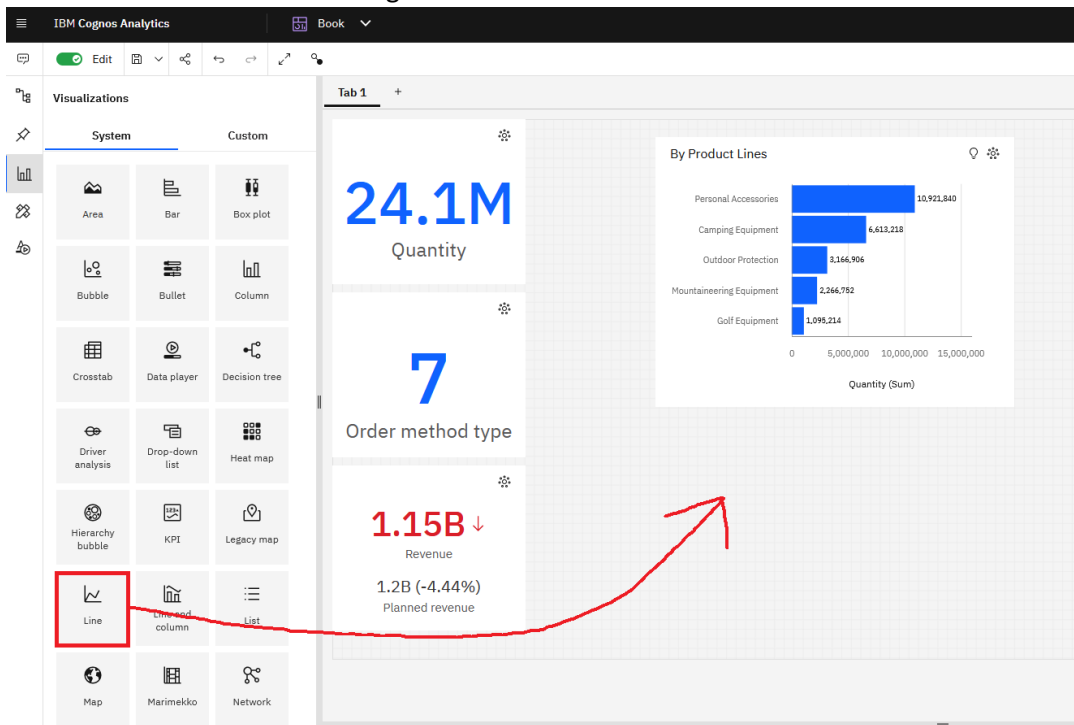 IBM Cognos Analytics
Book
Edit
Visualizations
System
Custom
Area
Bar
Box plot
Bubble
Bullet
Column
Crosstab
Data player
Decision tree
Driver
analysis
Drop-down
list
Heat map
Hierarchy
bubble
KPI
Legacy map
Line
Line and
column
List
Map
Marimekko
Network
Tab 1
+
24.1M
Quantity
7
Order method type
1.15B ↓
Revenue
1.2B (-4.44%)
Planned revenue
By Product Lines
Personal Accessories
10,921,840
Camping Equipment
6,613,218
Outdoor Protection
3,166,906
Mountaineering Equipment
2,266,752
Golf Equipment
1,095,214
0
5,000,000
10,000,000
15,000,000
Quantity (Sum)